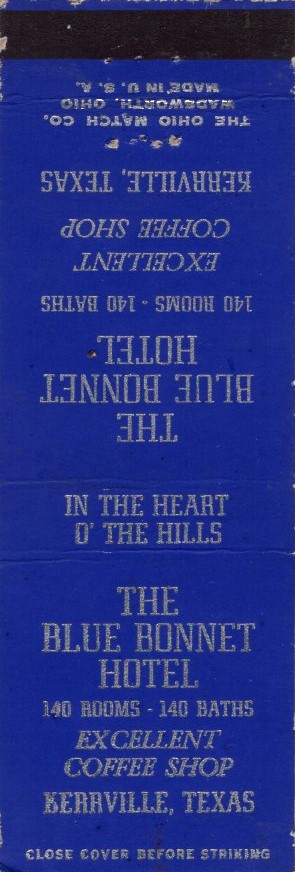 THE OHIO MATCH CO.
WADSWORTH, OHIO
MADE IN U. S. A.
THE
BLUE BONNET
HOTEL
140 ROOMS - 140 BATHS
EXCELLENT
COFFEE SHOP
KERRVILLE, TEXAS
IN THE HEART
O' THE HILLS
THE
BLUE BONNET
HOTEL
140 ROOMS - 140 BATHS
EXCELLENT
COFFEE SHOP
KERRVILLE, TEXAS
CLOSE COVER BEFORE STRIKING